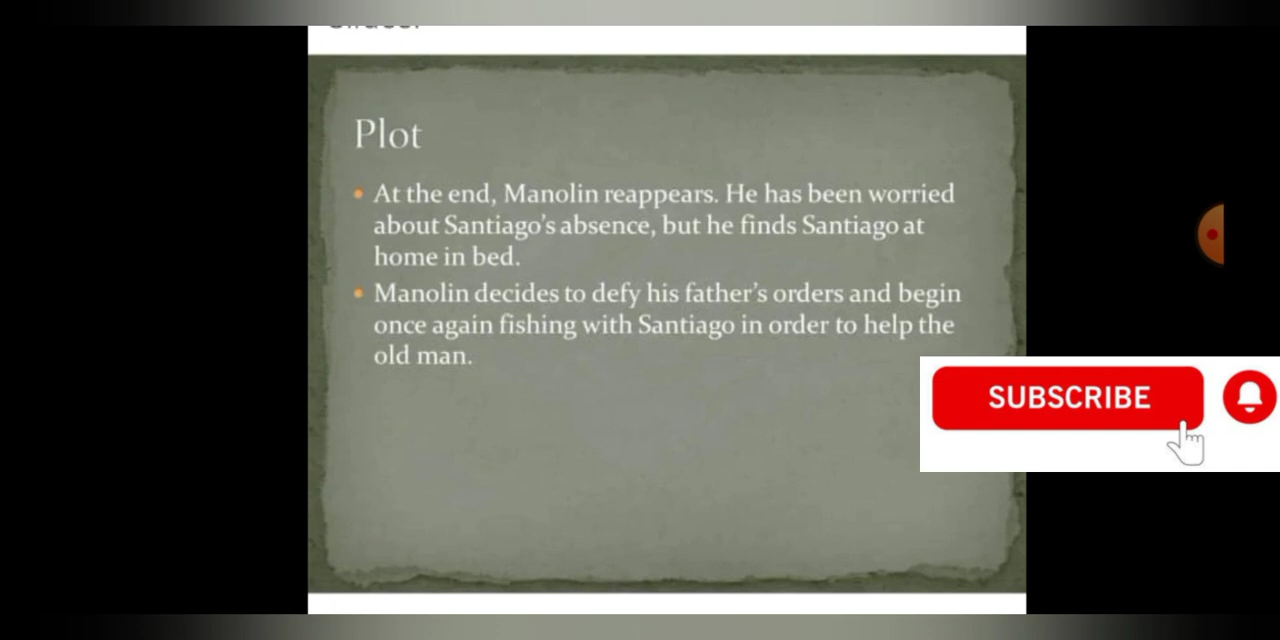 Plot
• At the end, Manolin reappears. He has been worried
about Santiago's absence, but he finds Santiago at
home in bed.
• Manolin decides to defy his father's orders and begin
once again fishing with Santiago in order to help the
old man.
SUBSCRIBE